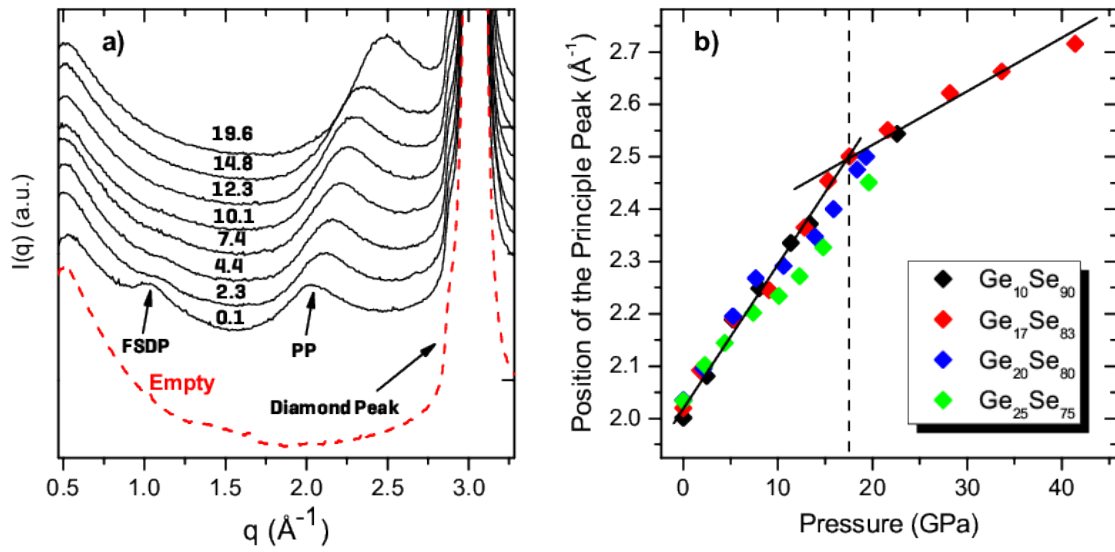 a)
19.6
14.8
12.3
10.1
7.4
4.4
2.3
0.1
FSDP
PP
Empty
Diamond Peak
I(q) (a.u.)
0.5 1.0 1.5 2.0 2.5 3.0
q (Å⁻¹)
b)
Position of the Principle Peak (Å⁻¹)
2.8
2.7
2.6
2.5
2.4
2.3
2.2
2.1
2.0
Ge₁₀Se₉₀
Ge₁₇Se₈₃
Ge₂₀Se₈₀
Ge₂₅Se₇₅
0 10 20 30 40
Pressure (GPa)